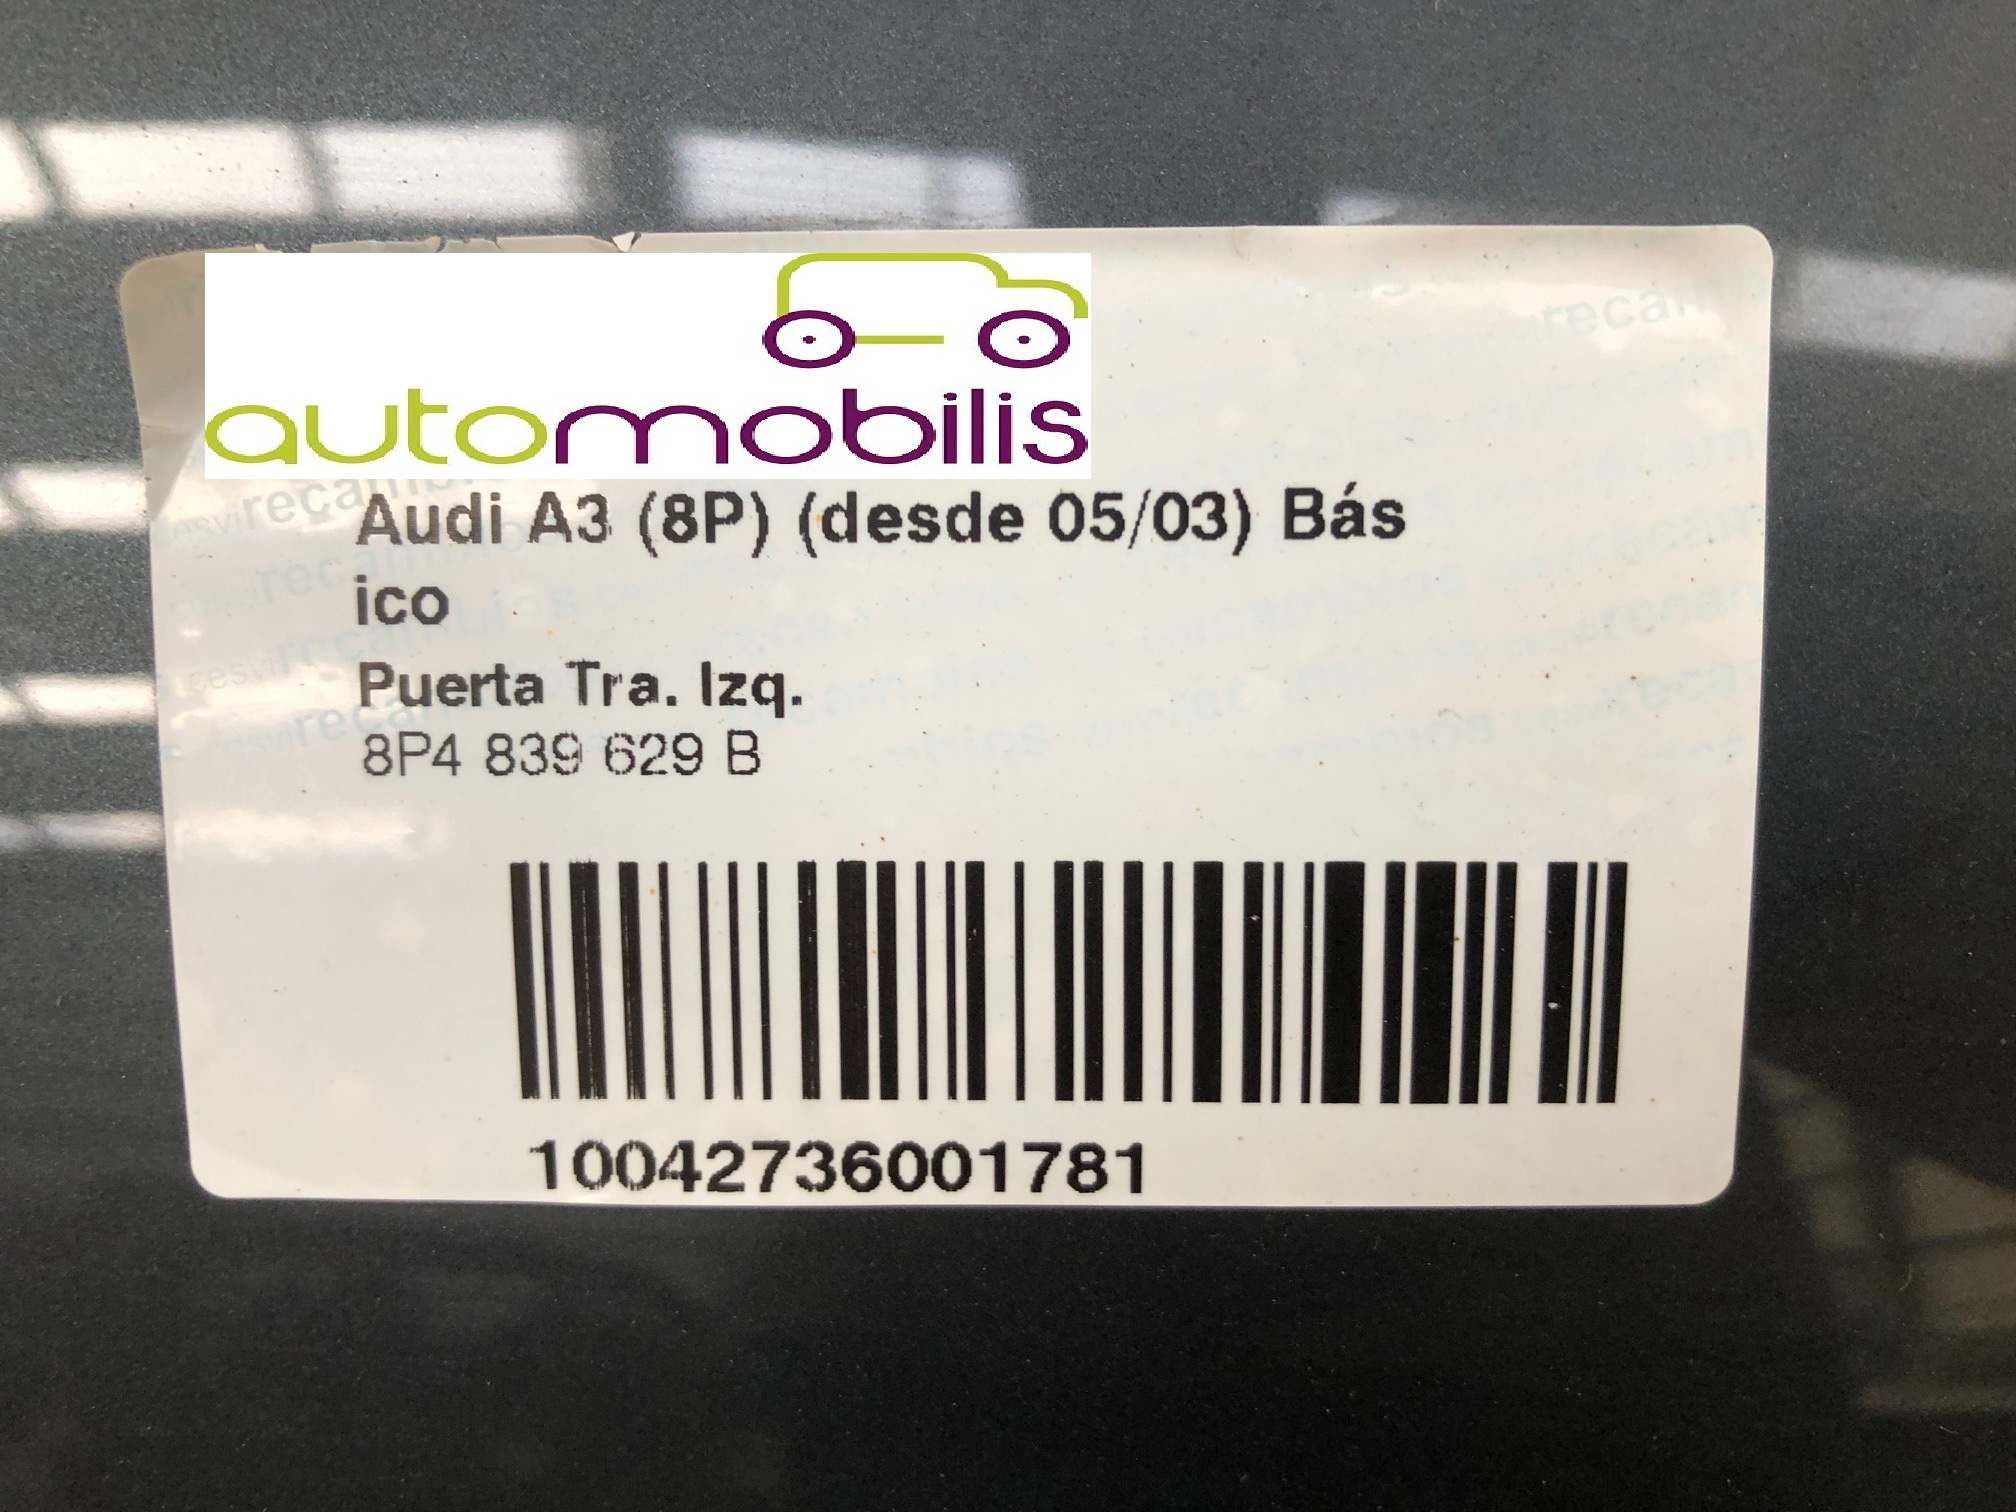 automobilis
Audi A3 (8P) (desde 05/03) Bás
ico
Puerta Tra. Izq.
8P4 839 629 B
10042736001781